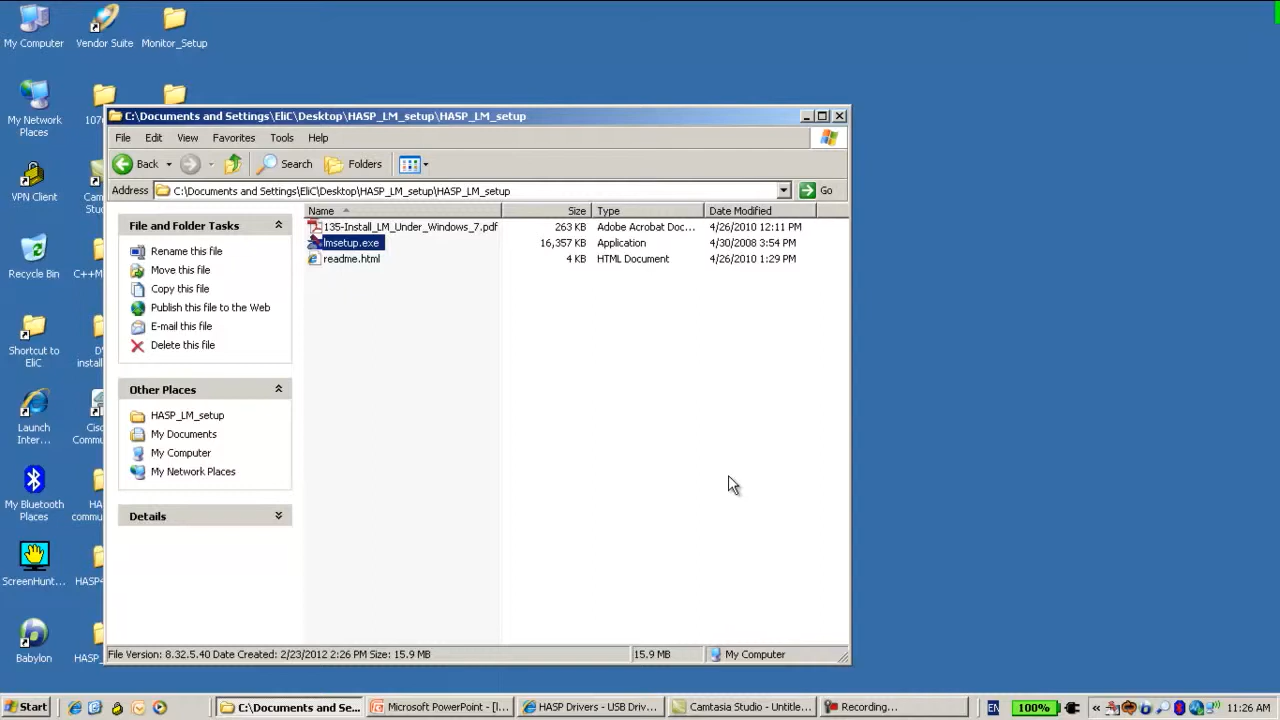 My Computer
Vendor Suite
Monitor_Setup
My Network
Places
VPN Client
Recycle Bin
Shortcut to
EliC
Launch
Inter...
My Bluetooth
Places
ScreenHunt...
Babylon
C:\Documents and Settings\EliC\Desktop\HASP_LM_setup\HASP_LM_setup
File Edit View Favorites Tools Help
Back Search Folders
Address C:\Documents and Settings\EliC\Desktop\HASP_LM_setup\HASP_LM_setup Go
File and Folder Tasks
Rename this file
Move this file
Copy this file
Publish this file to the Web
E-mail this file
Delete this file
Other Places
HASP_LM_setup
My Documents
My Computer
My Network Places
Details
Name Size Type Date Modified
135-Install_LM_Under_Windows_7.pdf 263 KB Adobe Acrobat Doc... 4/26/2010 12:11 PM
lmsetup.exe 16,357 KB Application 4/30/2008 3:54 PM
readme.html 4 KB HTML Document 4/26/2010 1:29 PM
File Version: 8.32.5.40 Date Created: 2/23/2012 2:26 PM Size: 15.9 MB 15.9 MB My Computer
Start C:\Documents and Se... Microsoft PowerPoint - [I... HASP Drivers - USB Driv... Camtasia Studio - Untitle... Recording... EN 100% « 11:26 AM